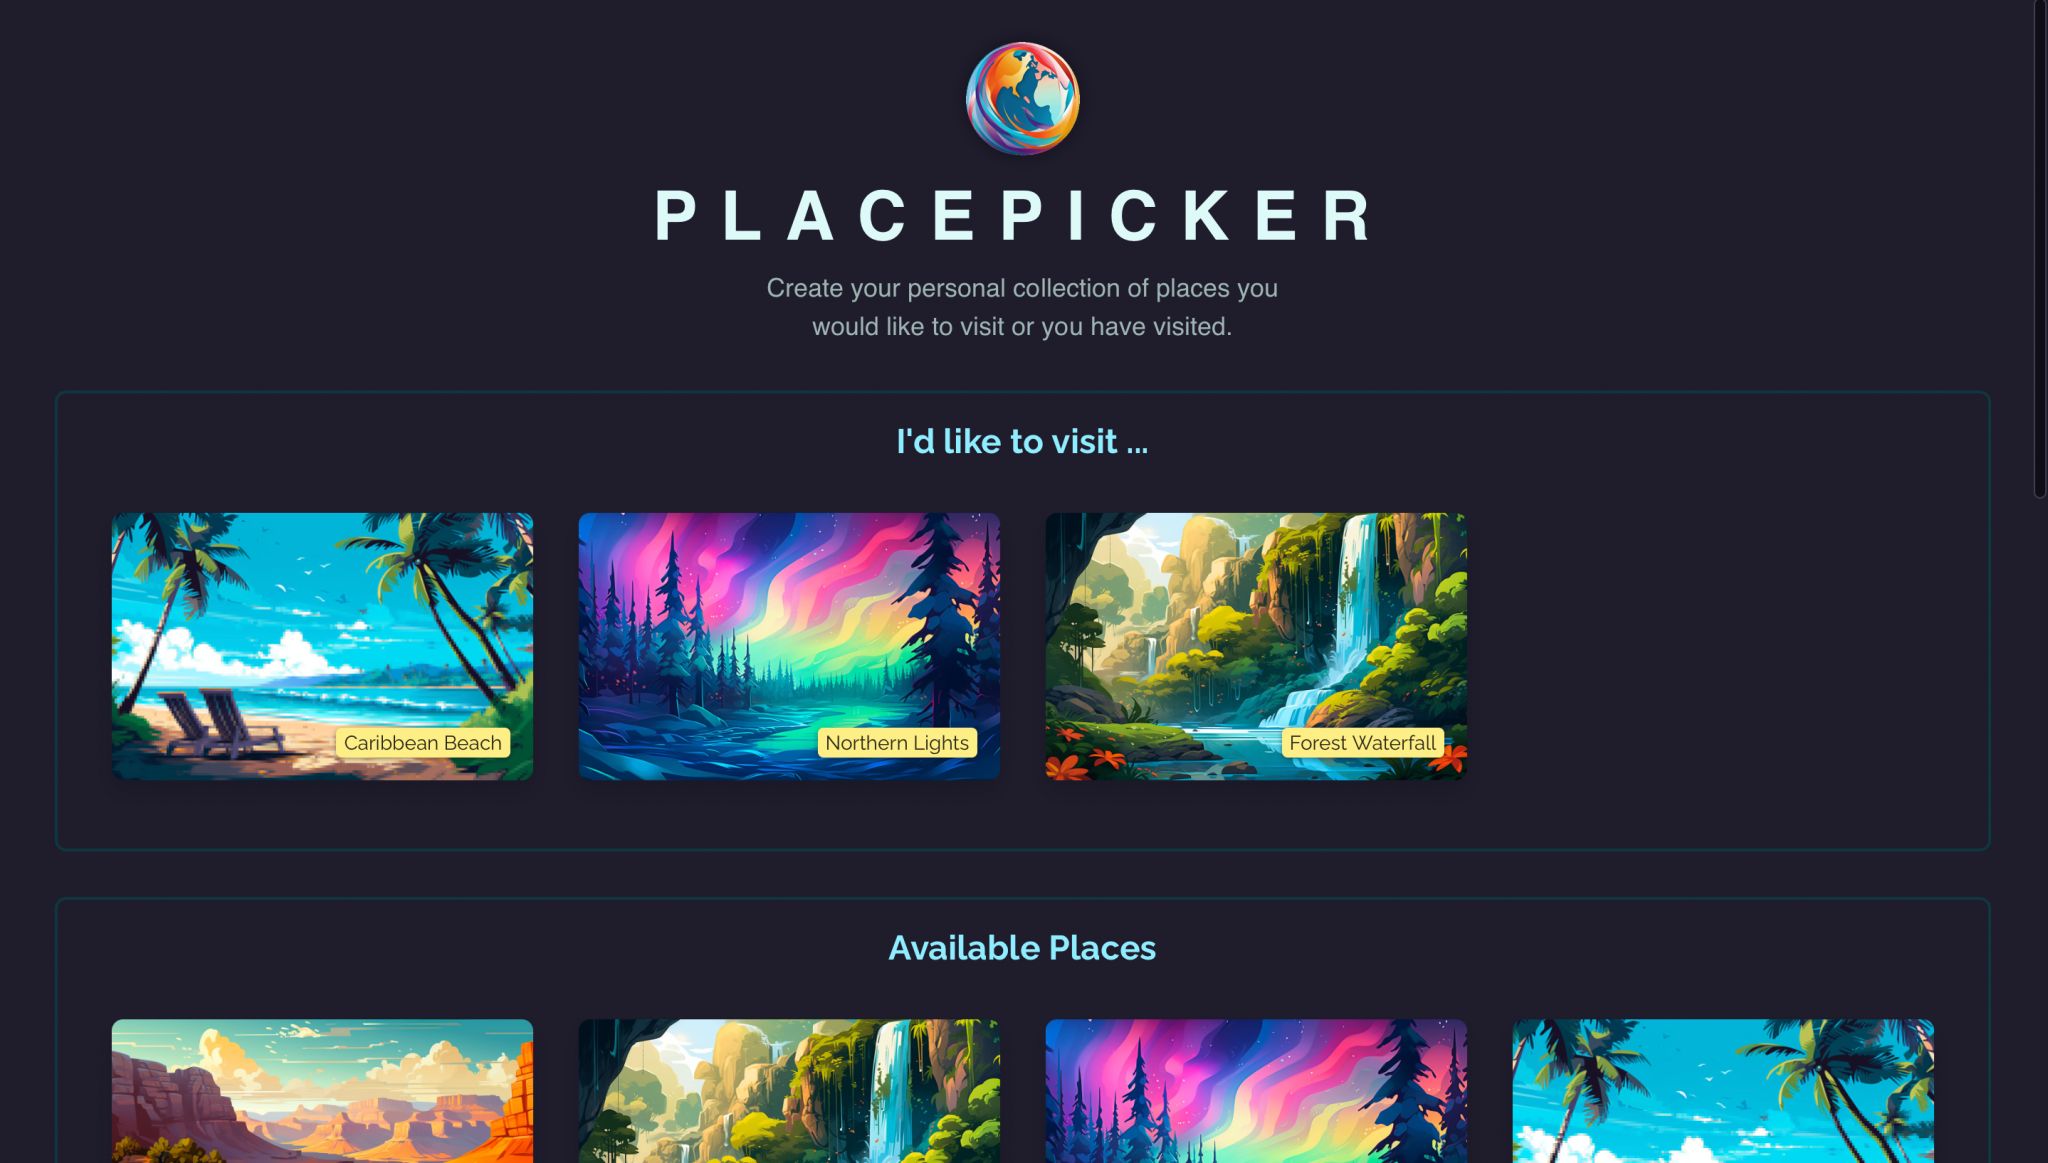 PLACEPICKER
Create your personal collection of places you
would like to visit or you have visited.
I'd like to visit ...
Caribbean Beach
Northern Lights
Forest Waterfall
Available Places